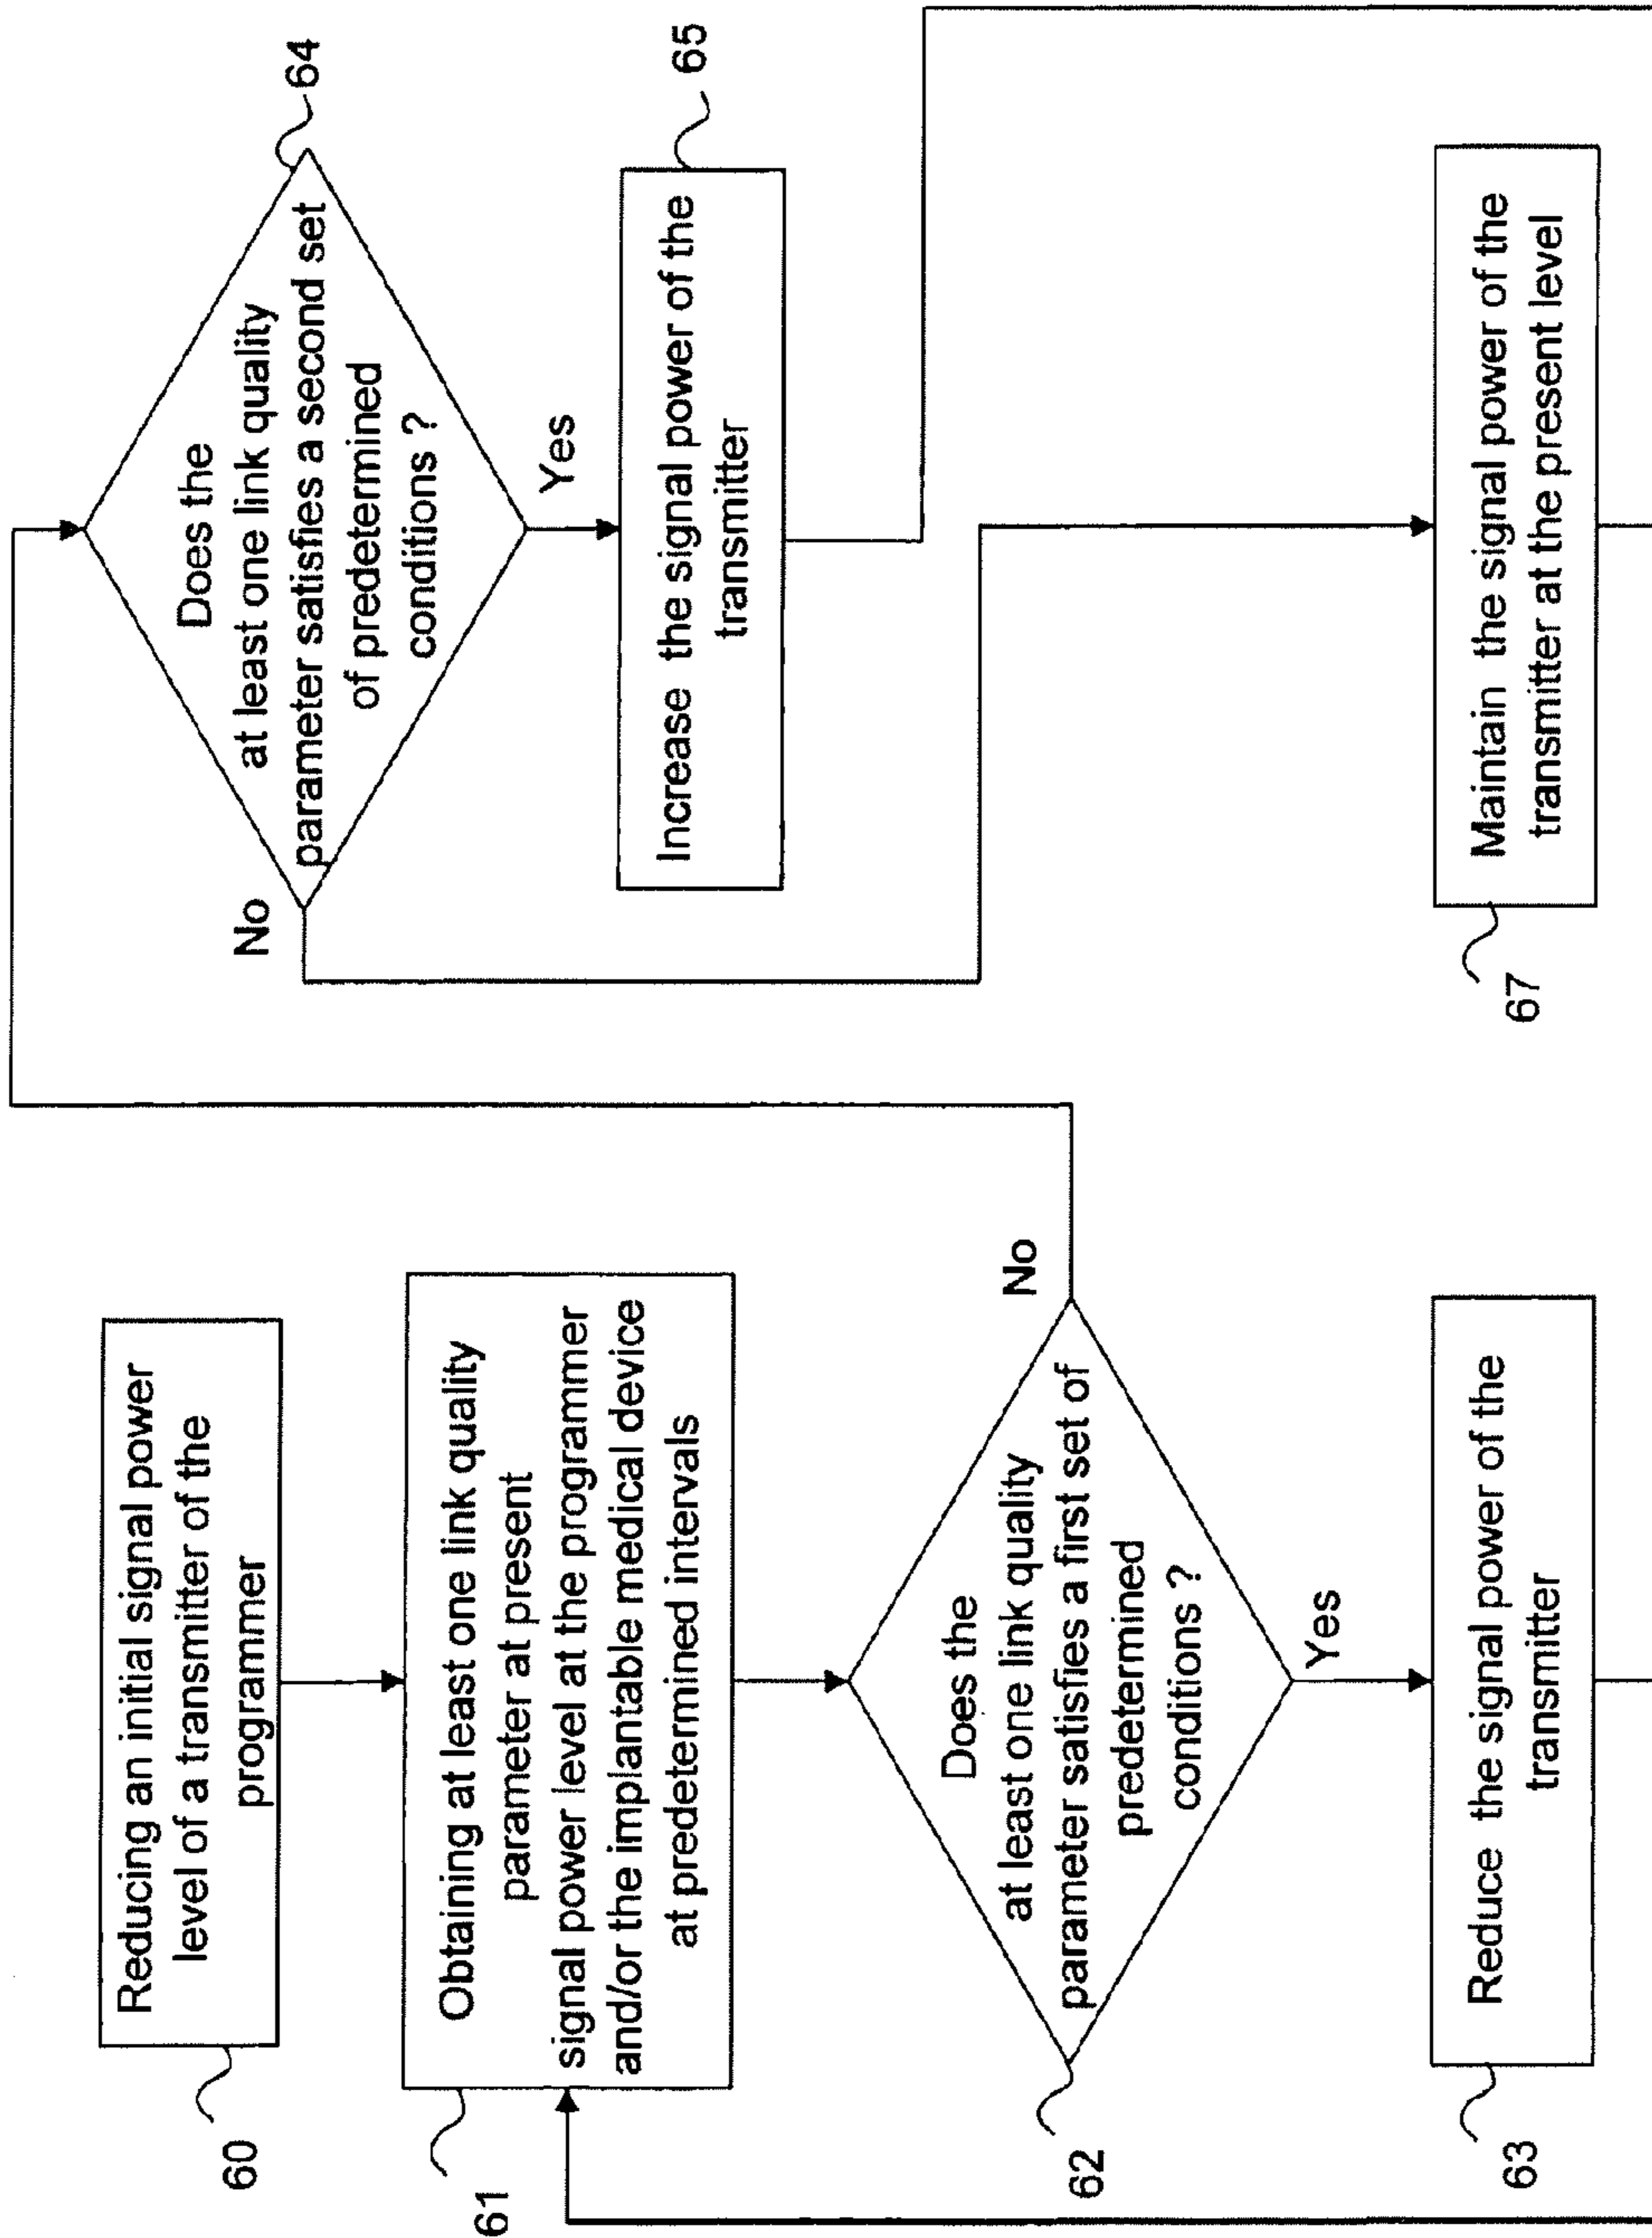 Reducing an initial signal power
level of a transmitter of the
programmer
60
Obtaining at least one link quality
parameter at present
signal power level at the programmer
and/or the implantable medical device
at predetermined intervals
61
Does the
at least one link quality
parameter satisfies a first set of
predetermined
conditions ?
62
No
Yes
Reduce the signal power of the
transmitter
63
Does the
at least one link quality
parameter satisfies a second set
of predetermined
conditions ?
64
No
Yes
Increase the signal power of the
transmitter
65
Maintain the signal power of the
transmitter at the present level
67